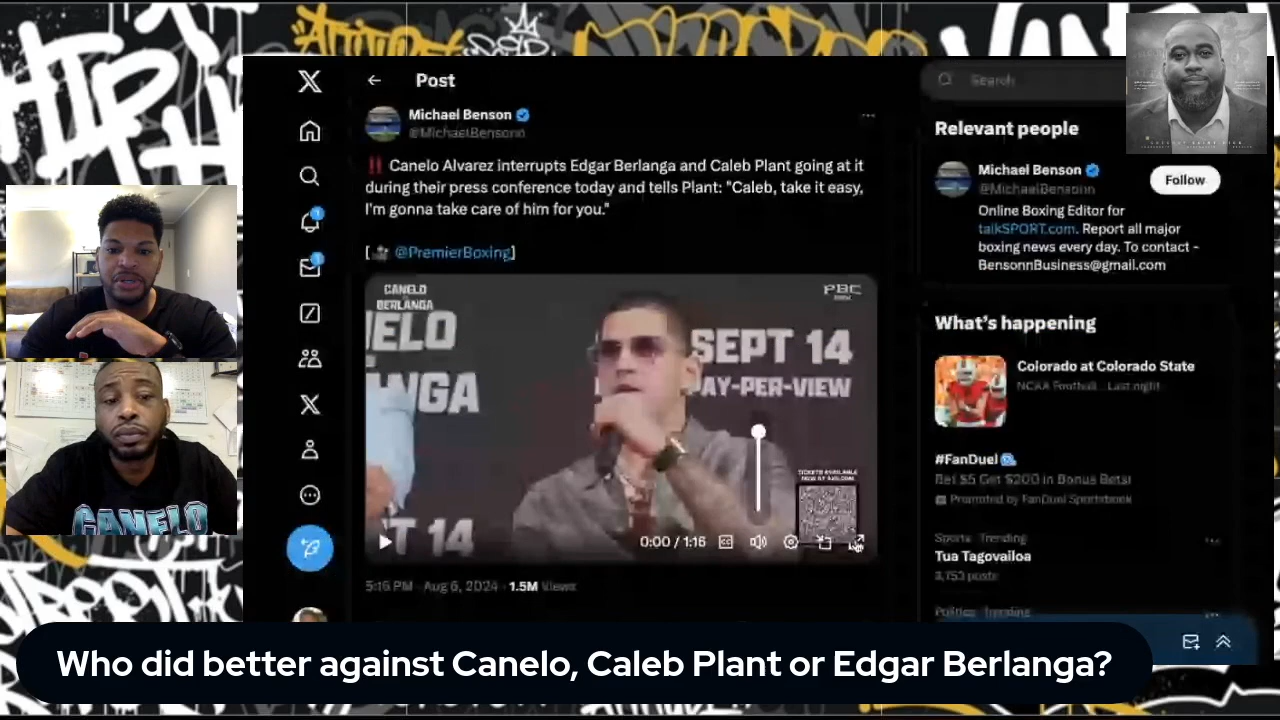 Post
Search
Michael Benson
@MichaelBensonn
‼ Canelo Alvarez interrupts Edgar Berlanga and Caleb Plant going at it
during their press conference today and tells Plant: "Caleb, take it easy,
I'm gonna take care of him for you."
[🎥 @PremierBoxing]
CANELO
BERLANGA
PBC
SEPT 14
PAY-PER-VIEW
T 14
0:00 / 1:16
5:15 PM · Aug 6, 2024 · 1.5M Views
Relevant people
Michael Benson
@MichaelBensonn
Follow
Online Boxing Editor for
talkSPORT.com. Report all major
boxing news every day. To contact -
BensonnBusiness@gmail.com
What's happening
Colorado at Colorado State
NCAA Football · Last night
#FanDuel
Bet $5 Get $200 in Bonus Bets!
Promoted by FanDuel Sportsbook
Sports · Trending
Tua Tagovailoa
3,753 posts
Politics · Trending
CANELO
Who did better against Canelo, Caleb Plant or Edgar Berlanga?